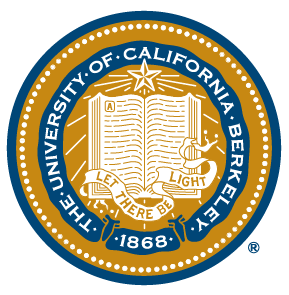 ·THE·UNIVERSITY·OF·CALIFORNIA·BERKELEY·
A
LET THERE BE LIGHT
·1868·
®